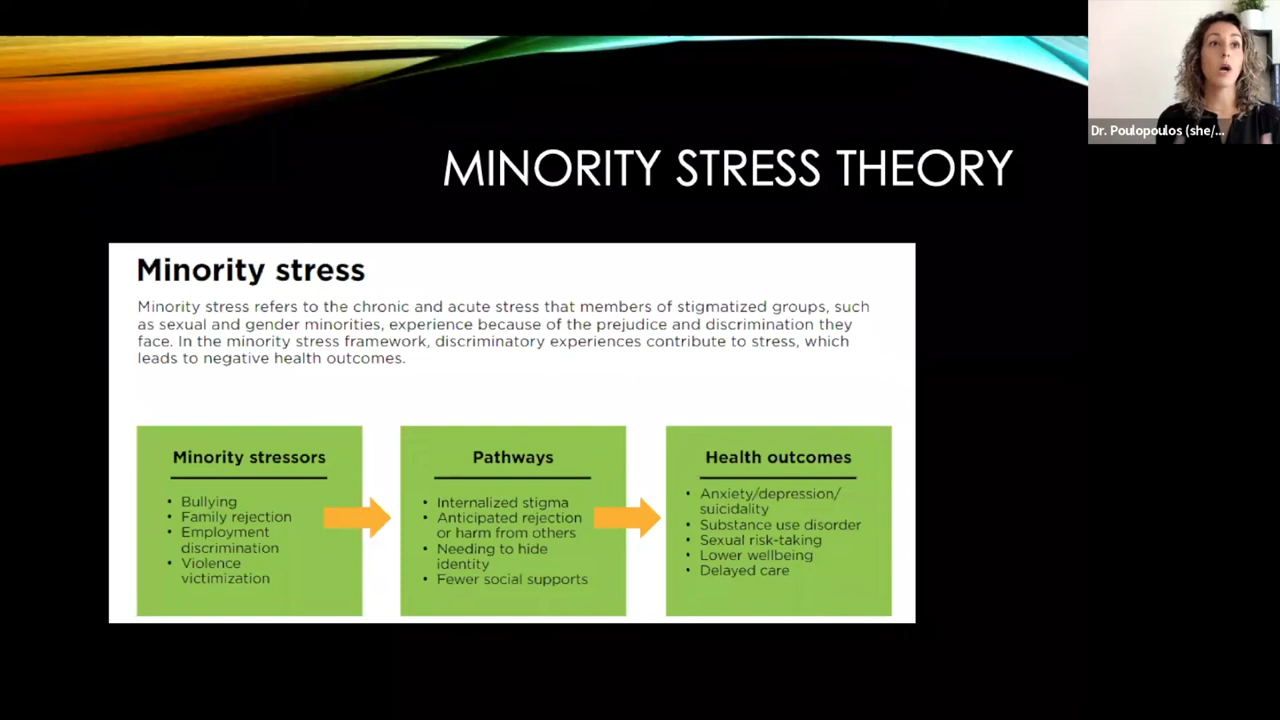 Dr. Poulopoulos (she/...
MINORITY STRESS THEORY
Minority stress
Minority stress refers to the chronic and acute stress that members of stigmatized groups, such
as sexual and gender minorities, experience because of the prejudice and discrimination they
face. In the minority stress framework, discriminatory experiences contribute to stress, which
leads to negative health outcomes.
Minority stressors
• Bullying
• Family rejection
• Employment
discrimination
• Violence
victimization
Pathways
• Internalized stigma
• Anticipated rejection
or harm from others
• Needing to hide
identity
• Fewer social supports
Health outcomes
• Anxiety/depression/
suicidality
• Substance use disorder
• Sexual risk-taking
• Lower wellbeing
• Delayed care